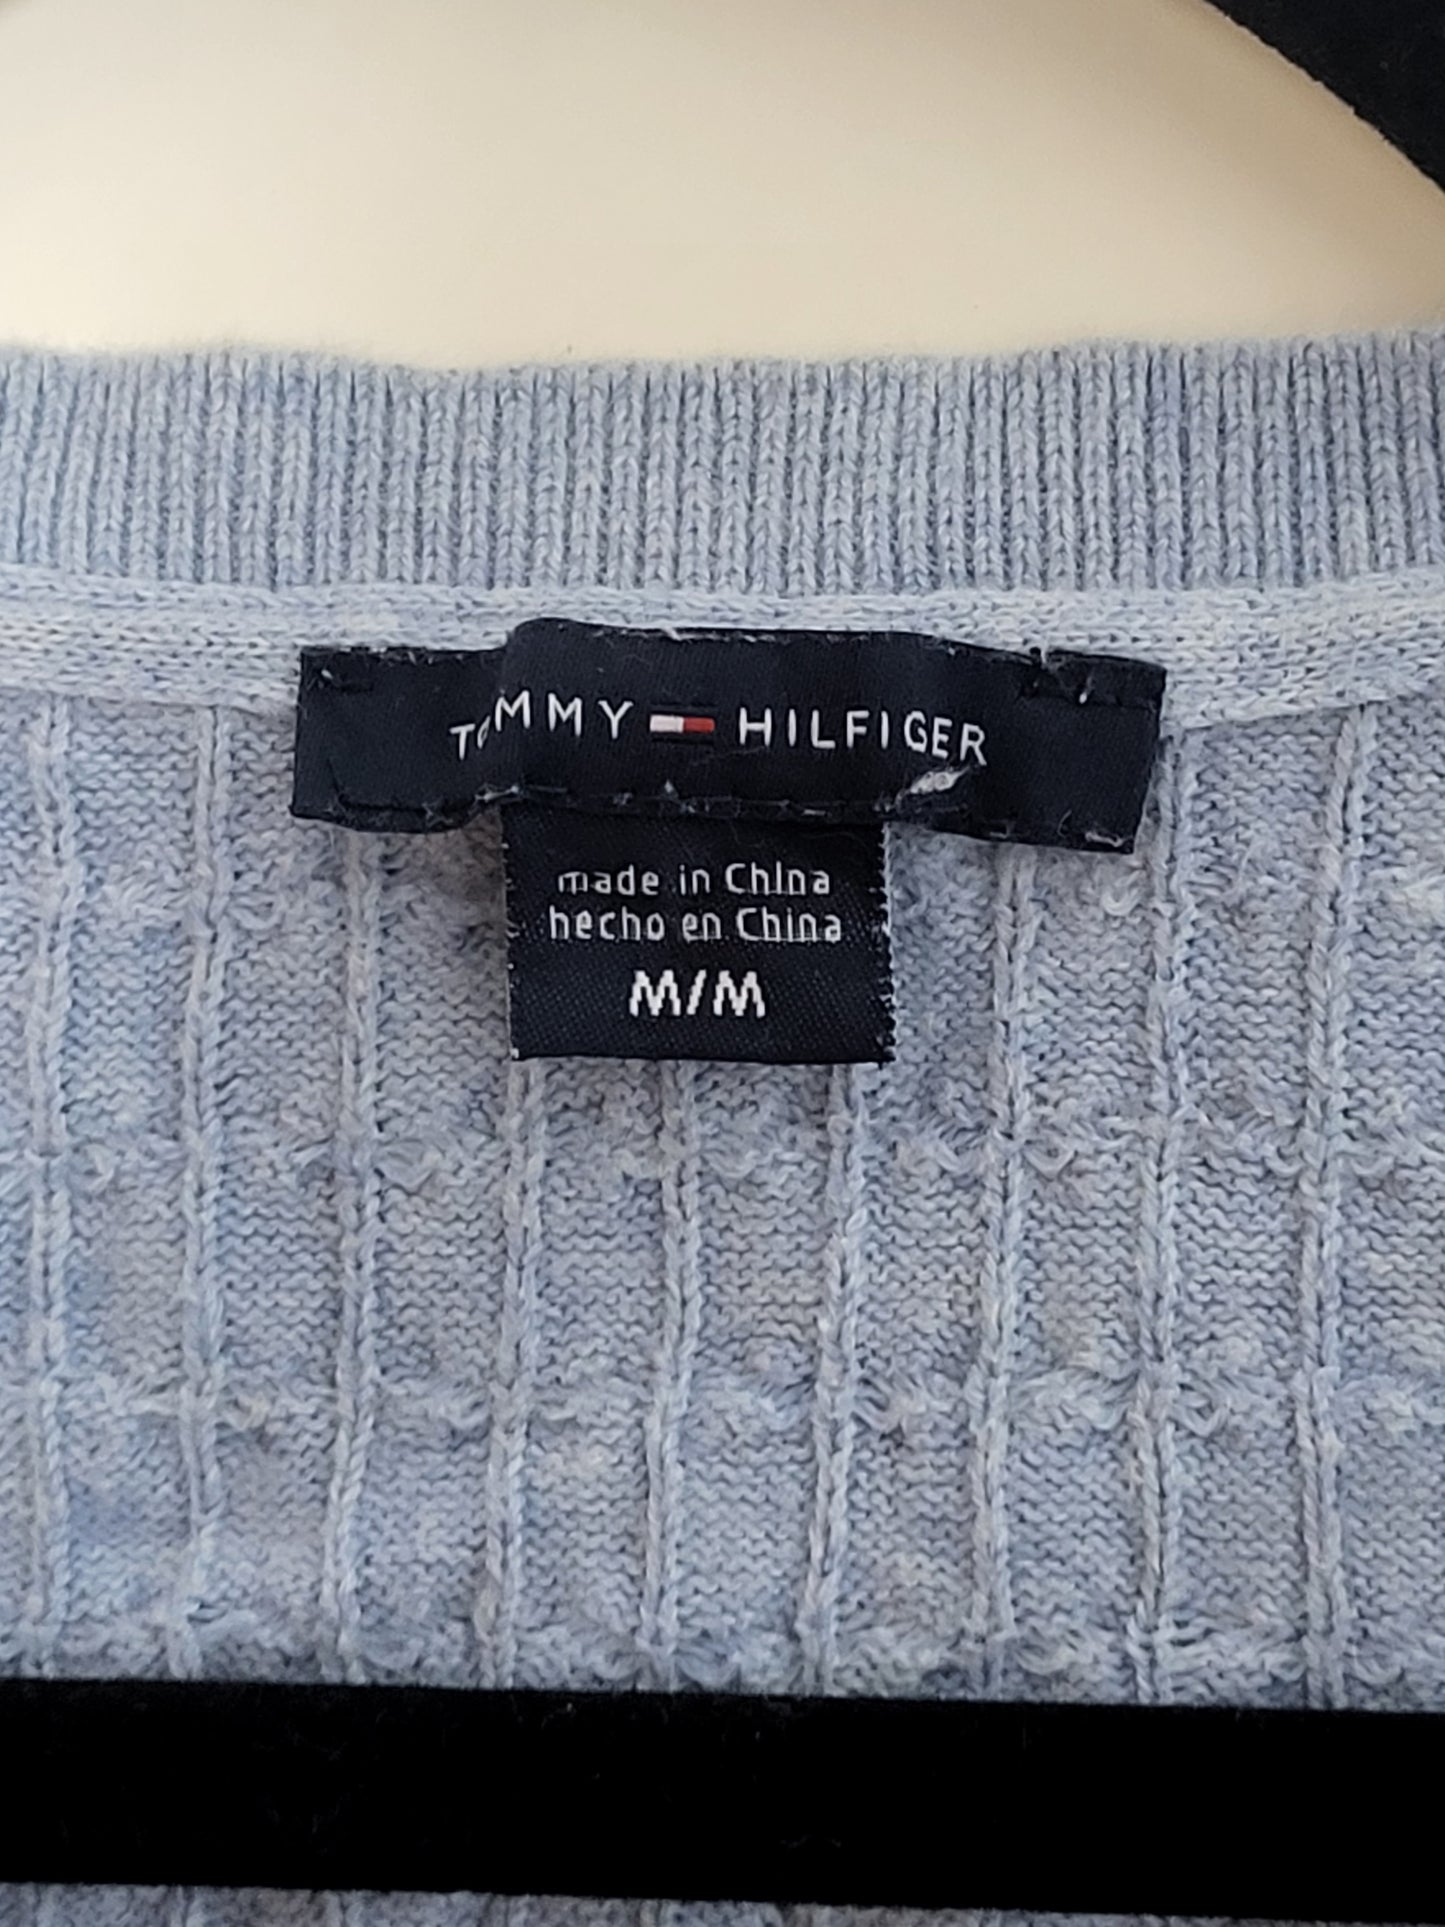 TOMMY HILFIGER
made in China
hecho en China
M/M